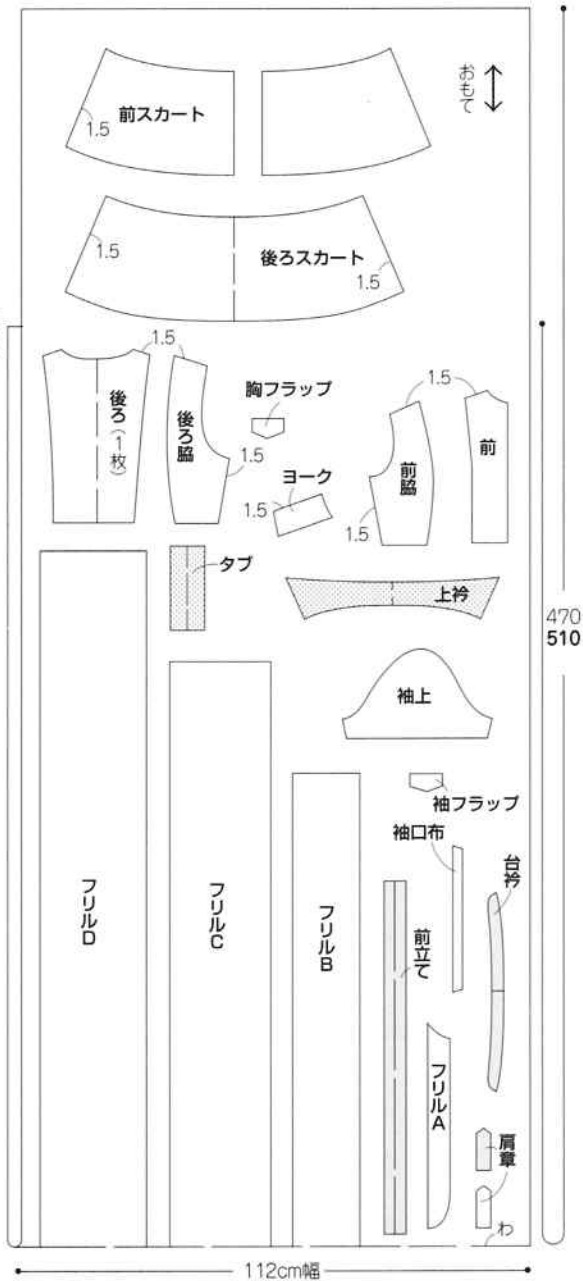 おもて
前スカート
1.5
1.5
後ろスカート
1.5
1.5
後ろ(1枚)
後ろ脇
1.5
胸フラップ
1.5
前脇
前
1.5
ヨーク
1.5
タブ
上衿
470
510
袖上
袖フラップ
袖口布
台衿
フリルD
フリルC
フリルB
前立て
フリルA
肩章
わ
112cm幅